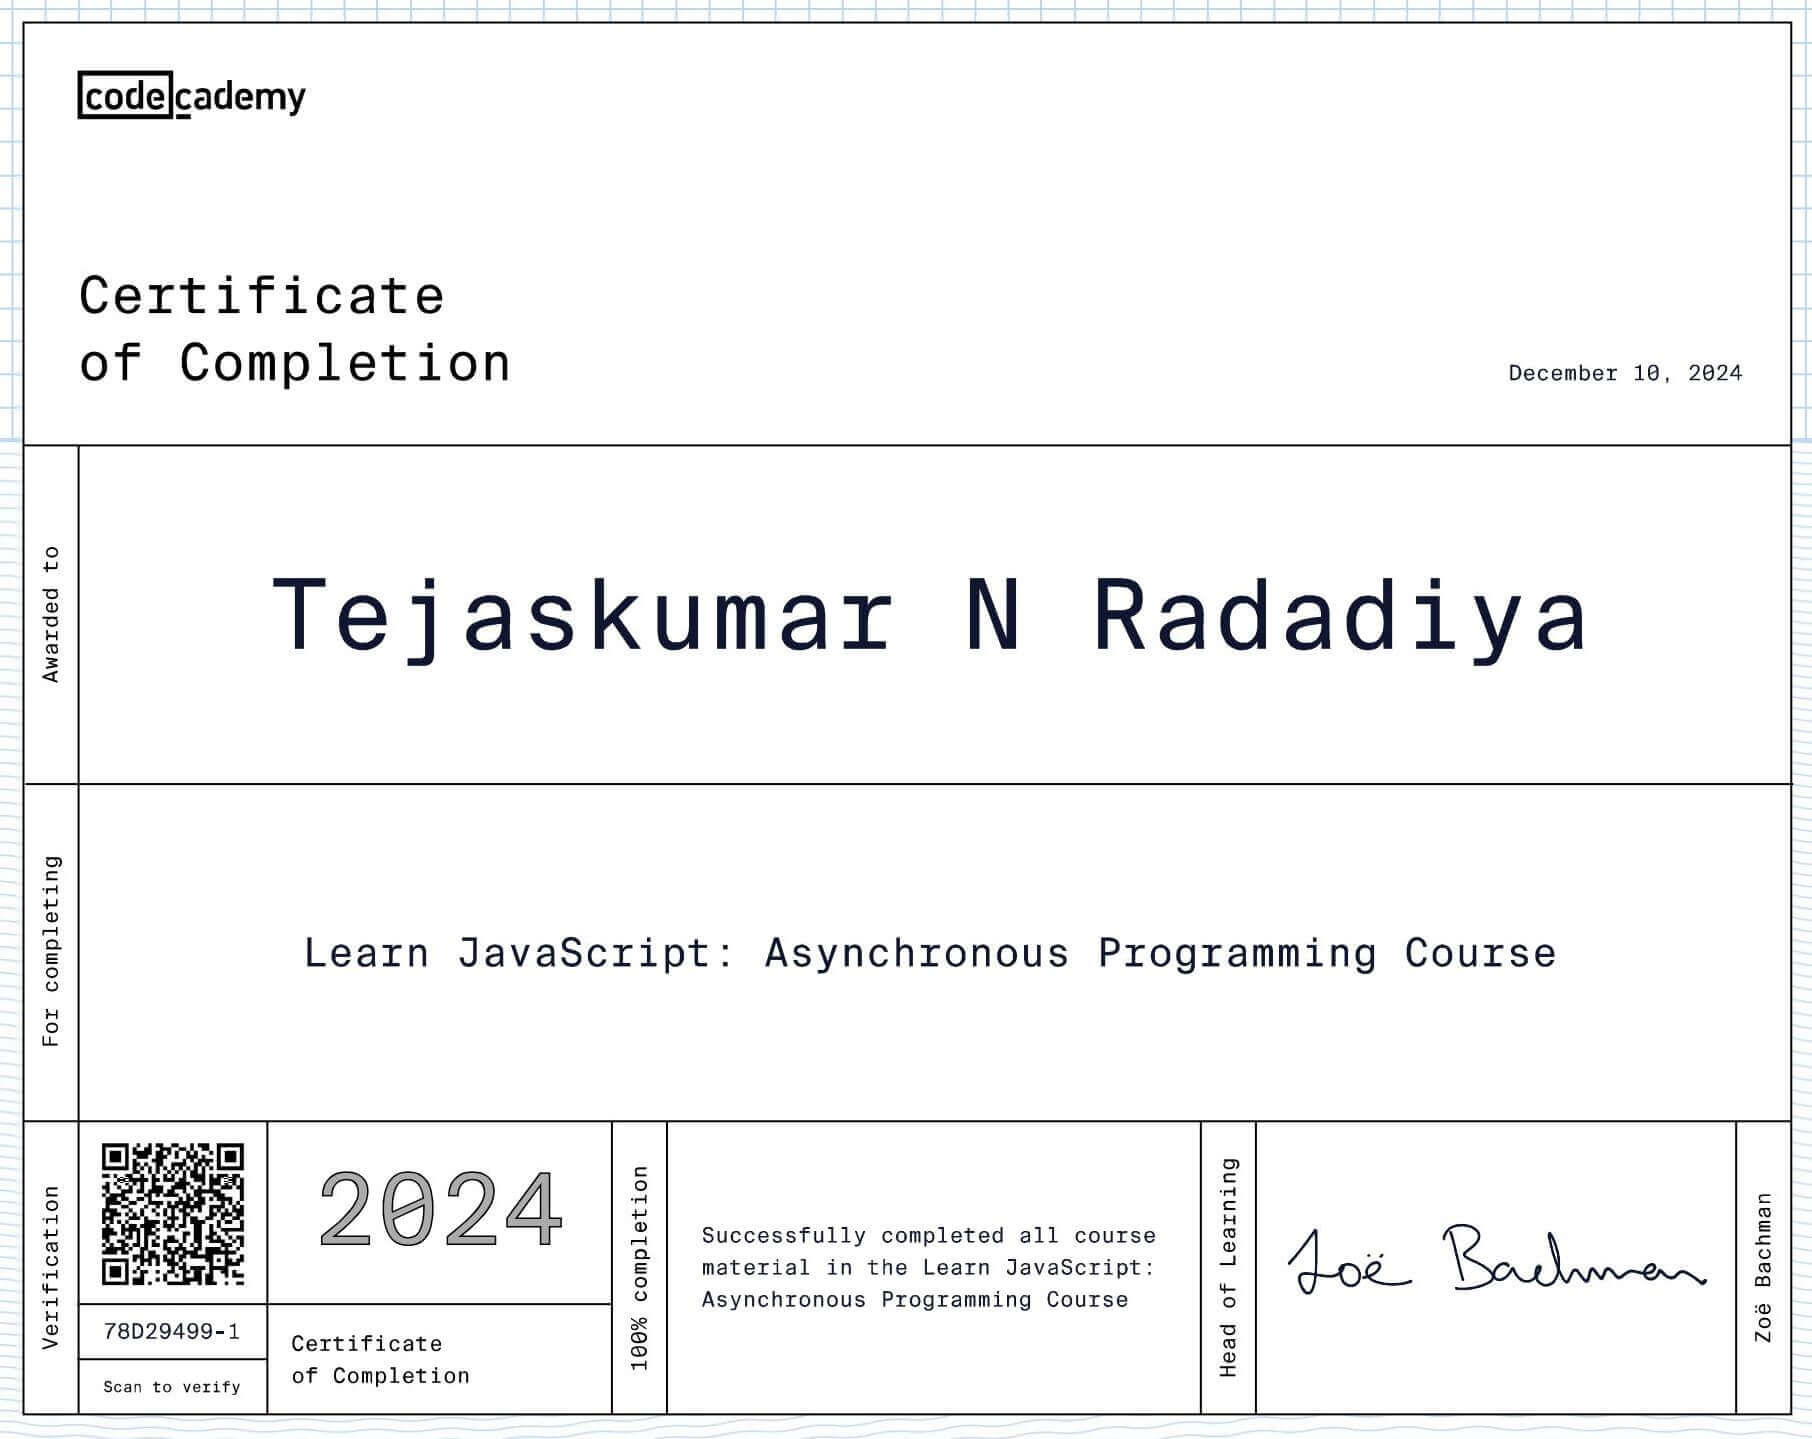 codecademy
Certificate
of Completion
December 10, 2024
Awarded to
Tejaskumar N Radadiya
For completing
Learn JavaScript: Asynchronous Programming Course
Verification
78D29499-1
Scan to verify
2024
Certificate
of Completion
100% completion
Successfully completed all course
material in the Learn JavaScript:
Asynchronous Programming Course
Head of Learning
Zoë Bachman
Zoë Bachman